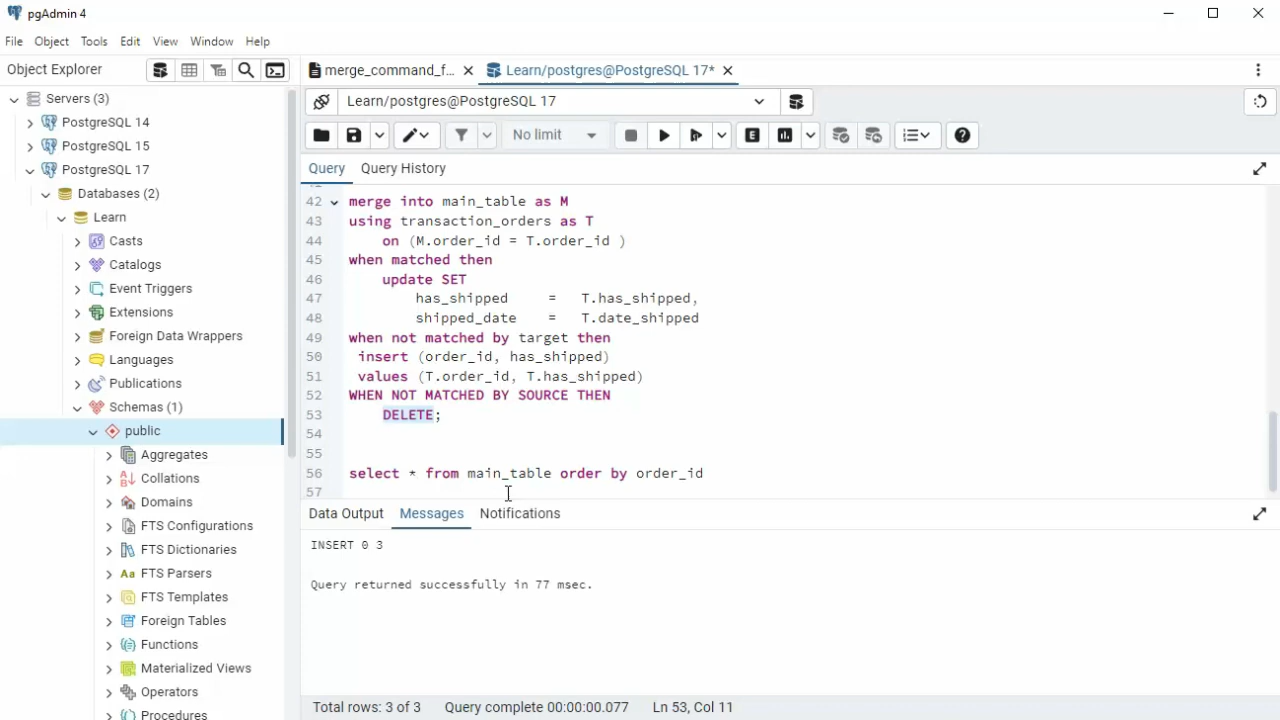 pgAdmin 4
File Object Tools Edit View Window Help
Object Explorer
merge_command_f...
Learn/postgres@PostgreSQL 17*
Servers (3)
PostgreSQL 14
PostgreSQL 15
PostgreSQL 17
Databases (2)
Learn
Casts
Catalogs
Event Triggers
Extensions
Foreign Data Wrappers
Languages
Publications
Schemas (1)
public
Aggregates
Collations
Domains
FTS Configurations
FTS Dictionaries
Aa FTS Parsers
FTS Templates
Foreign Tables
Functions
Materialized Views
Operators
Procedures
Learn/postgres@PostgreSQL 17
No limit
E
Query Query History
42 merge into main_table as M
43 using transaction_orders as T
44 on (M.order_id = T.order_id )
45 when matched then
46 update SET
47 has_shipped = T.has_shipped,
48 shipped_date = T.date_shipped
49 when not matched by target then
50 insert (order_id, has_shipped)
51 values (T.order_id, T.has_shipped)
52 WHEN NOT MATCHED BY SOURCE THEN
53 DELETE;
54
55
56 select * from main_table order by order_id
57
Data Output Messages Notifications
INSERT 0 3
Query returned successfully in 77 msec.
Total rows: 3 of 3 Query complete 00:00:00.077 Ln 53, Col 11